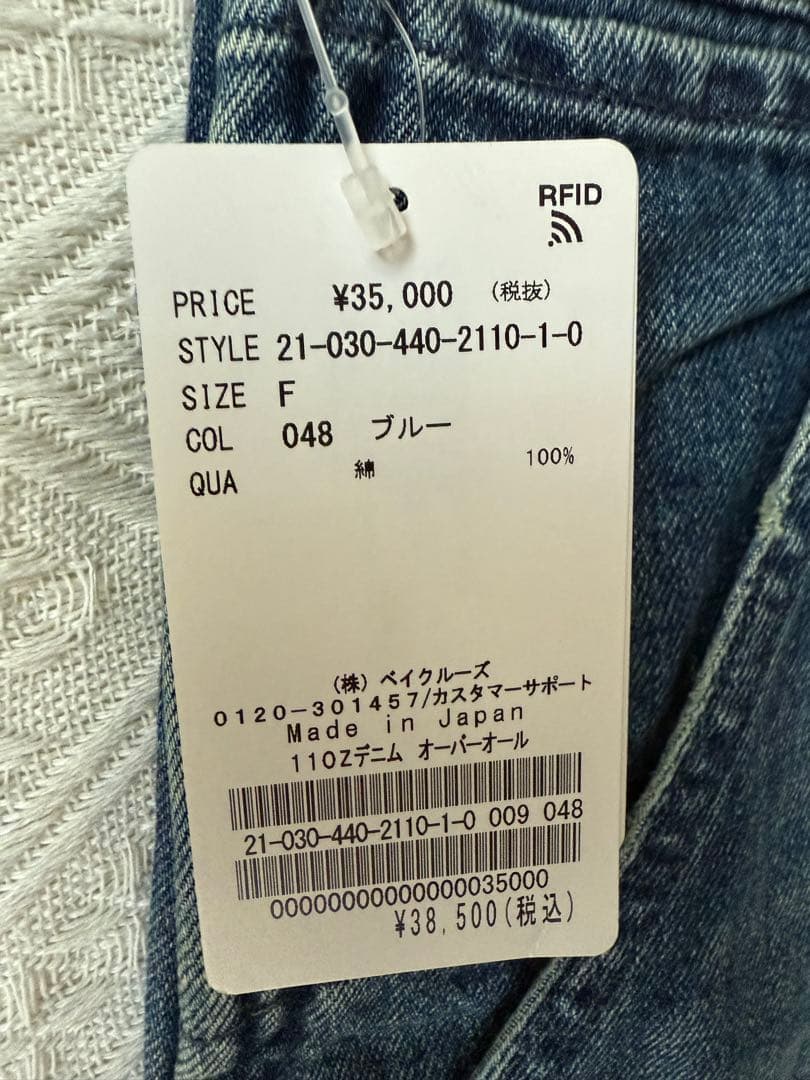 RFID
PRICE ¥35,000 (税抜)
STYLE 21-030-440-2110-1-0
SIZE F
COL 048 ブルー
QUA 綿 100%
(株) ベイクルーズ
0120-301457/カスタマーサポート
Made in Japan
110Zデニム オーバーオール
21-030-440-2110-1-0 009 048
00000000000000035000
¥38,500(税込)